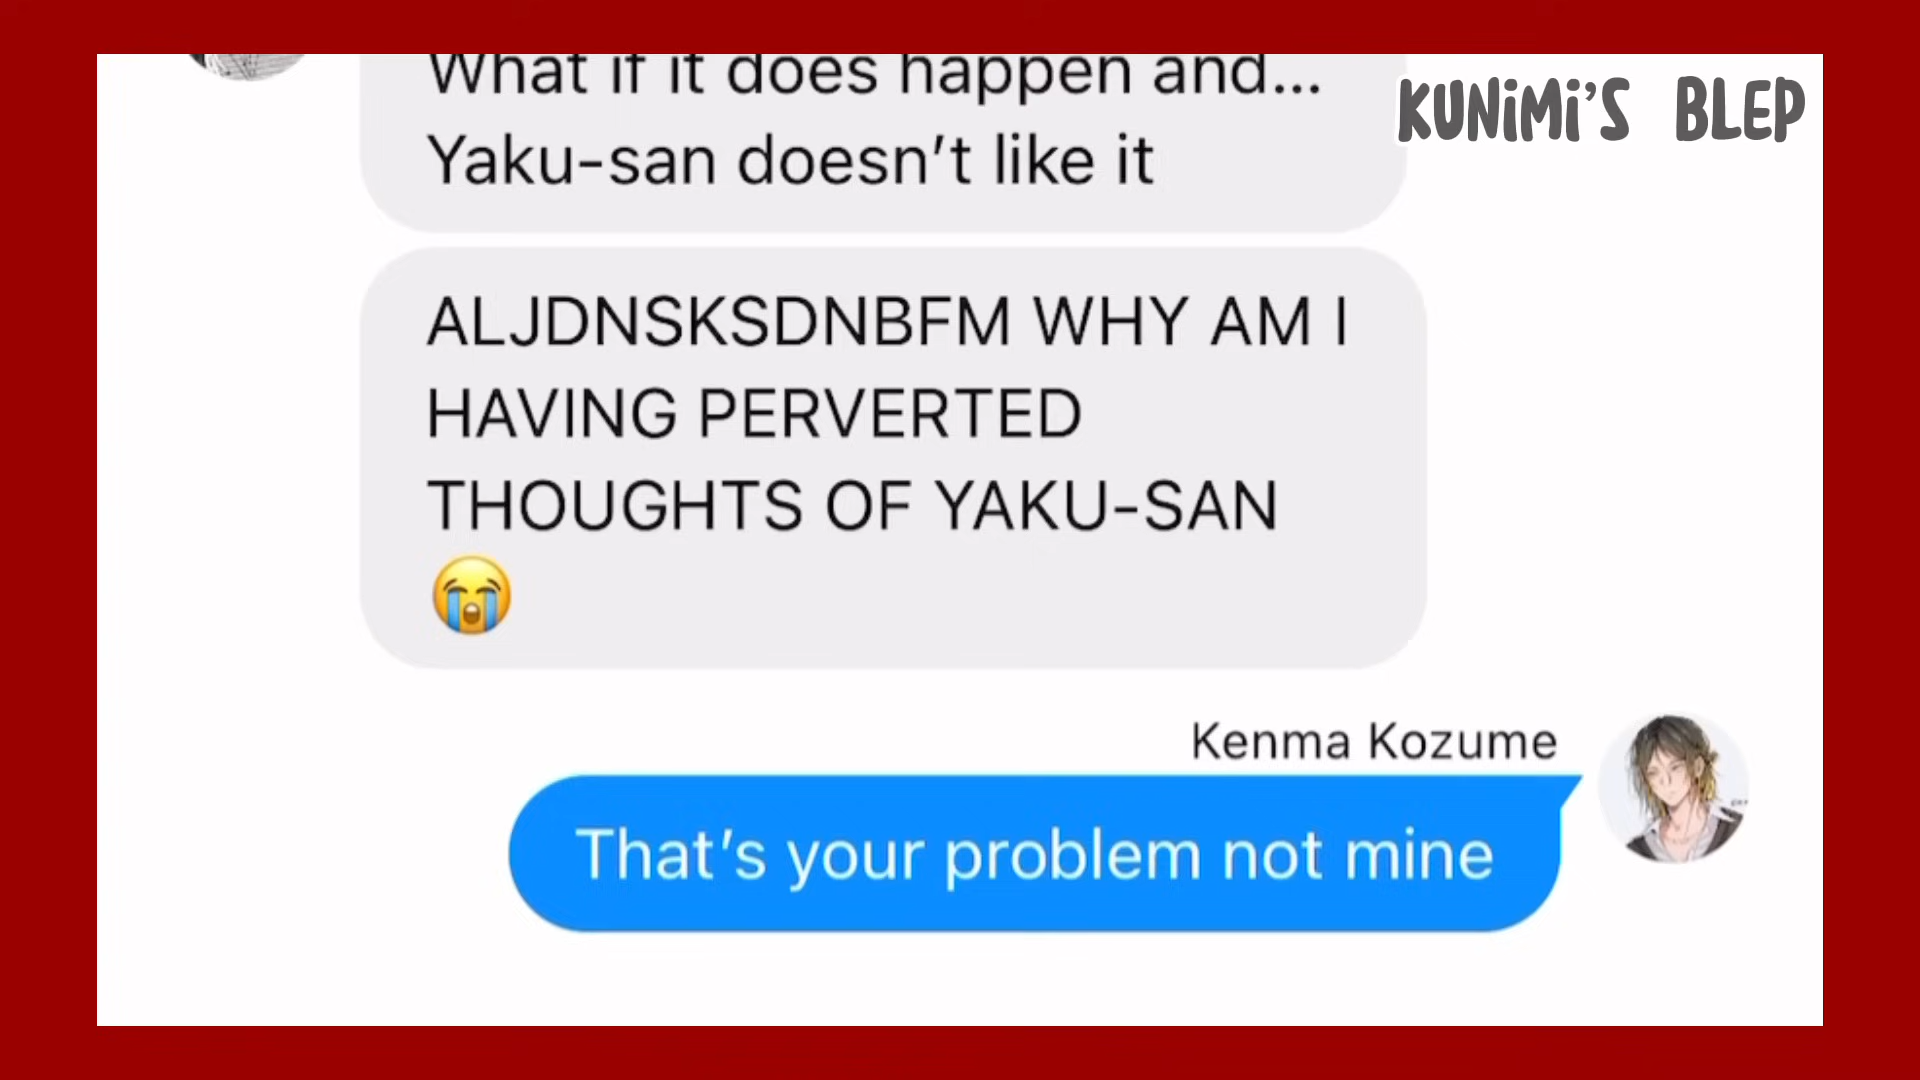 What if it does happen and...
KUNiMi'S BLEP
Yaku-san doesn't like it
ALJDNSKSDNBFM WHY AM I
HAVING PERVERTED
THOUGHTS OF YAKU-SAN
😭
Kenma Kozume
That's your problem not mine